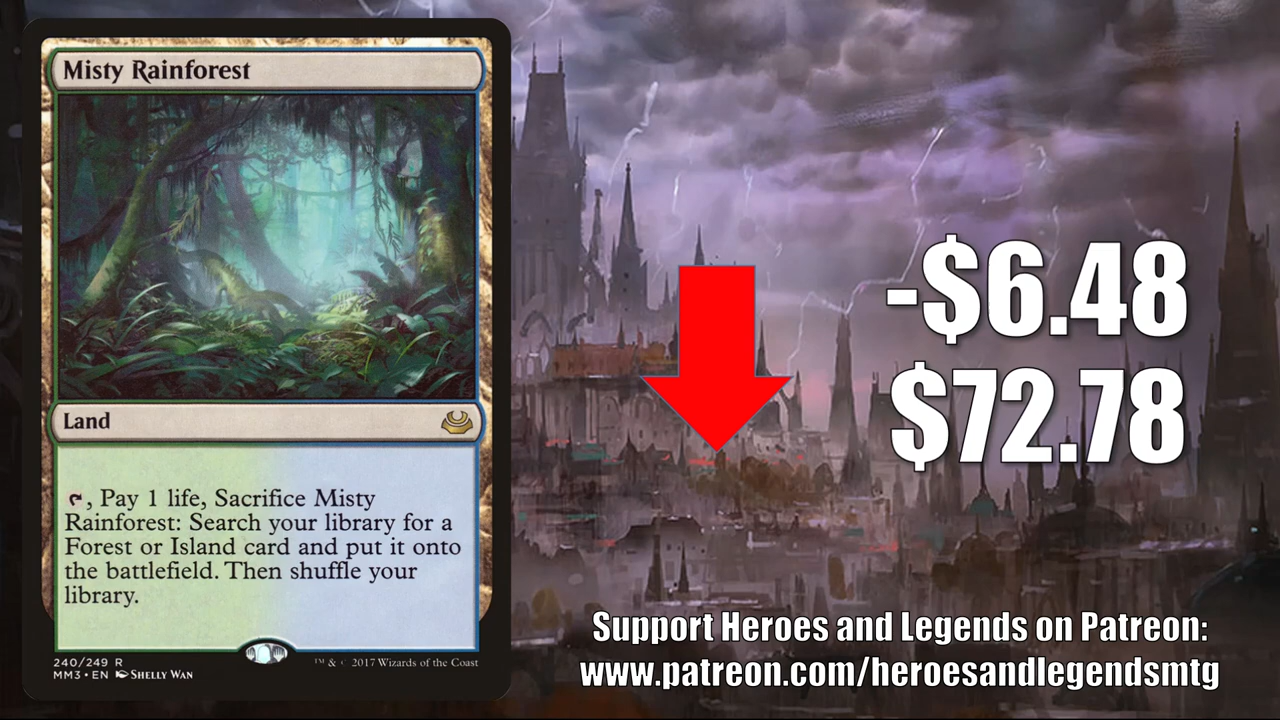 Misty Rainforest
Land
, Pay 1 life, Sacrifice Misty
Rainforest: Search your library for a
Forest or Island card and put it onto
the battlefield. Then shuffle your
library.
240/249 R
MM3 • EN Shelly Wan
™ & © 2017 Wizards of the Coast
-$6.48
$72.78
Support Heroes and Legends on Patreon:
www.patreon.com/heroesandlegendsmtg